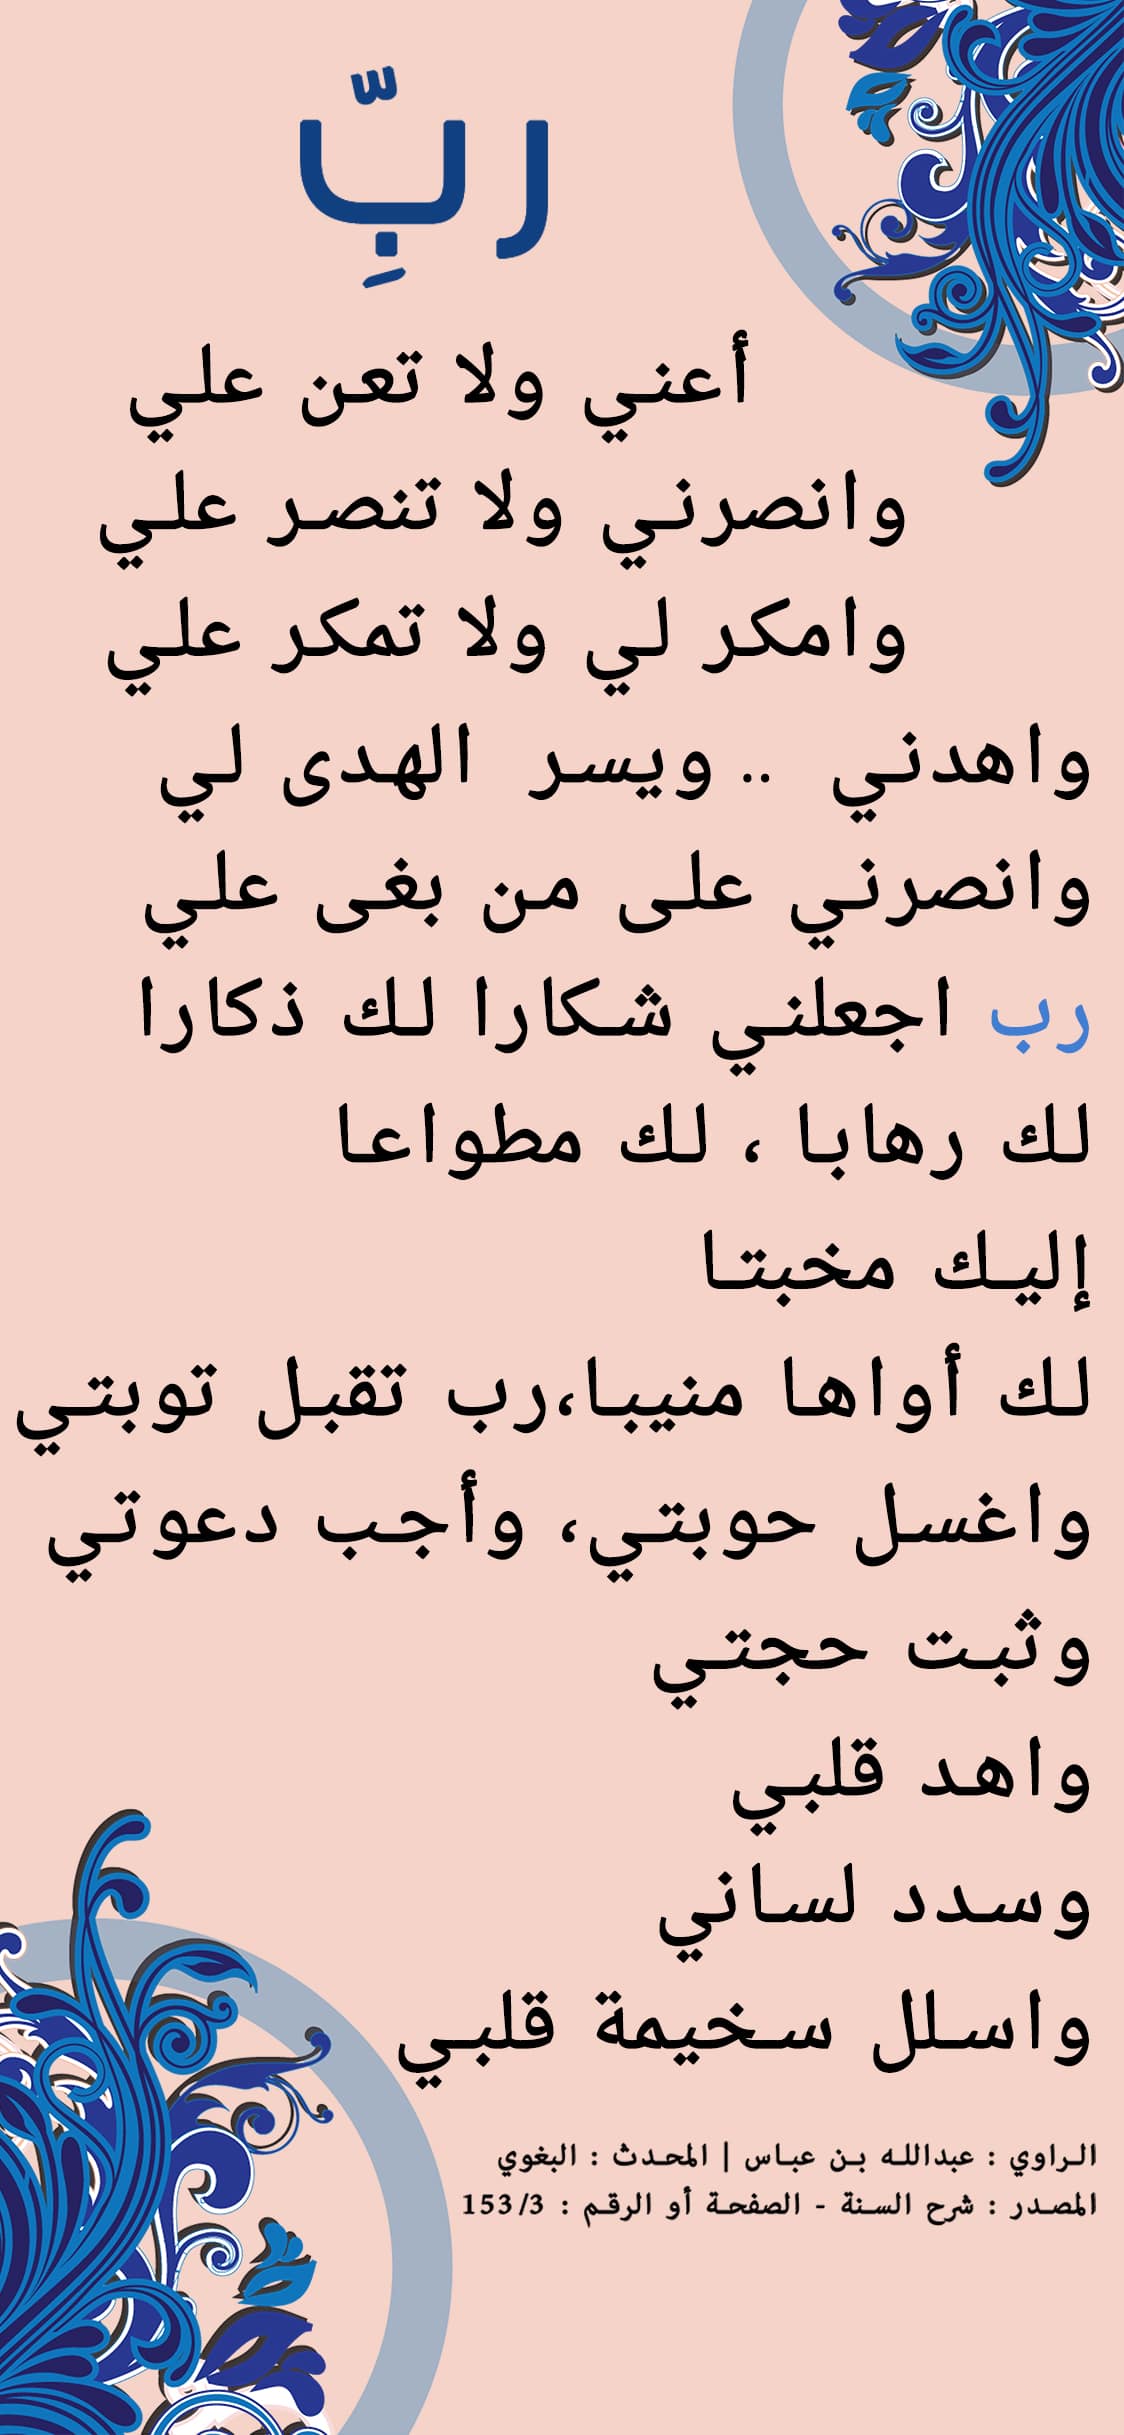 ربِّ
أعني ولا تعن علي
وانصرني ولا تنصر علي
وامكر لي ولا تمكر علي
واهدني .. ويسر الهدى لي
وانصرني على من بغى علي
رب اجعلني شكارا لك ذكارا
لك رهابا ، لك مطواعا
إليك مخبتا
لك أواها منيبا،رب تقبل توبتي
واغسل حوبتي، وأجب دعوتي
وثبت حجتي
واهد قلبي
وسدد لساني
واسلل سخيمة قلبي
الراوي : عبدالله بن عباس | المحدث : البغوي
المصدر : شرح السنة - الصفحة أو الرقم : 153/3